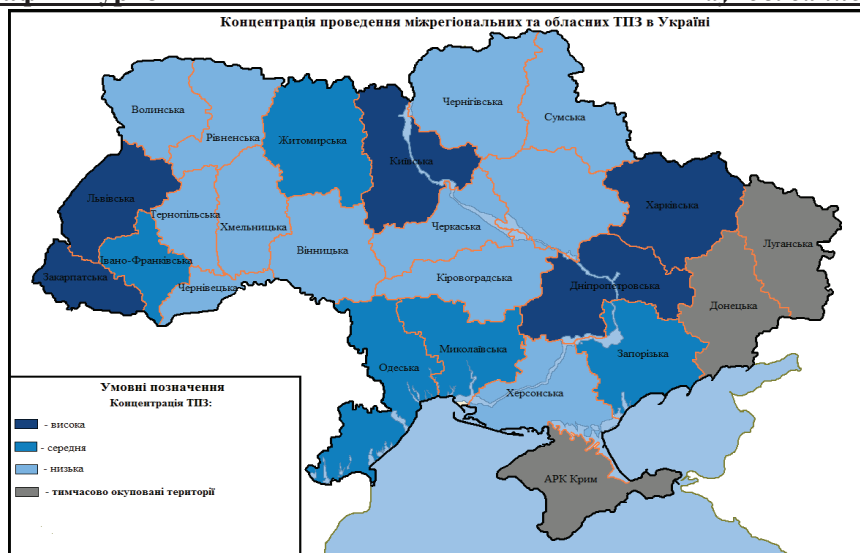 Концентрація проведення міжрегіональних та обласних ТПЗ в Україні
Чернігівська
Волинська
Сумська
Рівненська
Житомирська
Київська
Львівська
Харківська
Тернопільська
Хмельницька
Черкаська
Луганська
Вінницька
Івано-Франківська
Закарпатська
Кіровоградська
Чернівецька
Дніпропетровська
Донецька
Миколаївська
Запорізька
Одеська
Херсонська
АРК Крим
Умовні позначення
Концентрація ТПЗ:
- висока
- середня
- низька
- тимчасово окуповані території